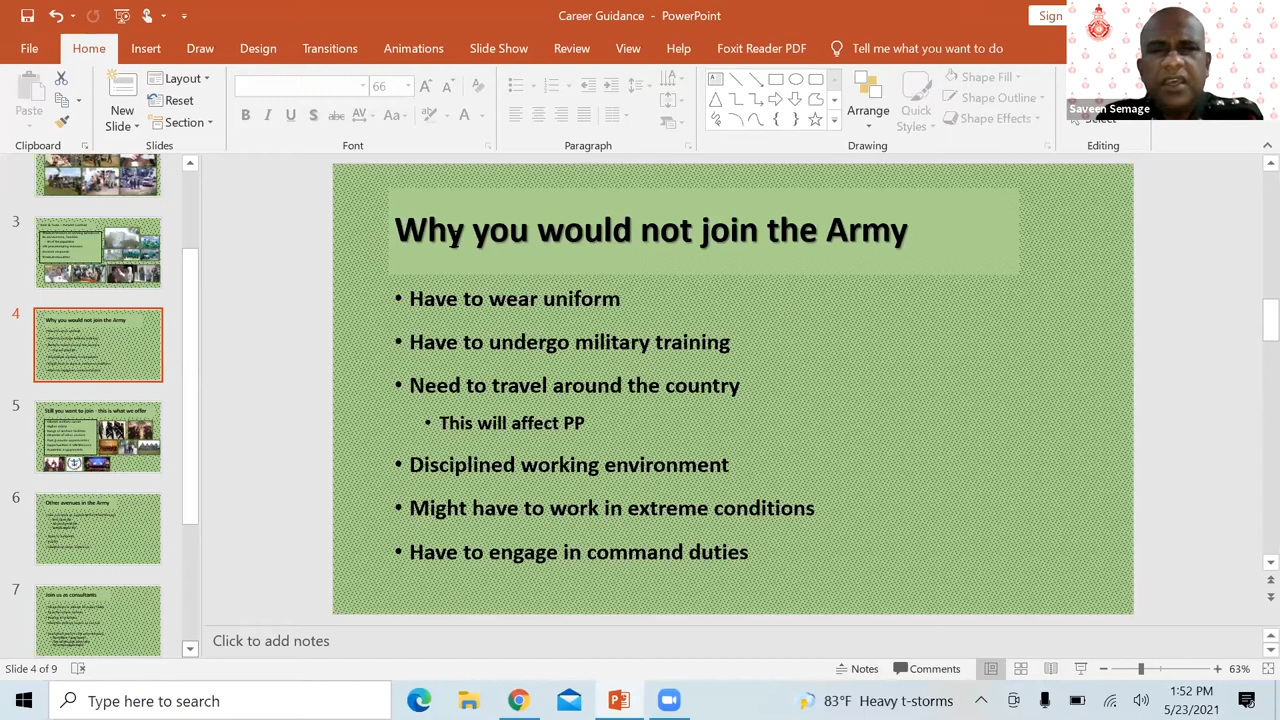 Career Guidance - PowerPoint
Sign
File
Home
Insert
Draw
Design
Transitions
Animations
Slide Show
Review
View
Help
Foxit Reader PDF
Tell me what you want to do
Saveen Semage
Paste
New
Slide
Layout
Reset
Section
66
Arrange
Quick
Styles
Shape Fill
Shape Outline
Shape Effects
Select
Clipboard
Slides
Font
Paragraph
Drawing
Editing
3
4
Why you would not join the Army
5
Still you want to join - this is what we offer
6
Other avenues in the Army
7
Join us as consultants
Why you would not join the Army
• Have to wear uniform
• Have to undergo military training
• Need to travel around the country
• This will affect PP
• Disciplined working environment
• Might have to work in extreme conditions
• Have to engage in command duties
Click to add notes
Slide 4 of 9
Notes
Comments
63%
Type here to search
83°F Heavy t-storms
1:52 PM
5/23/2021